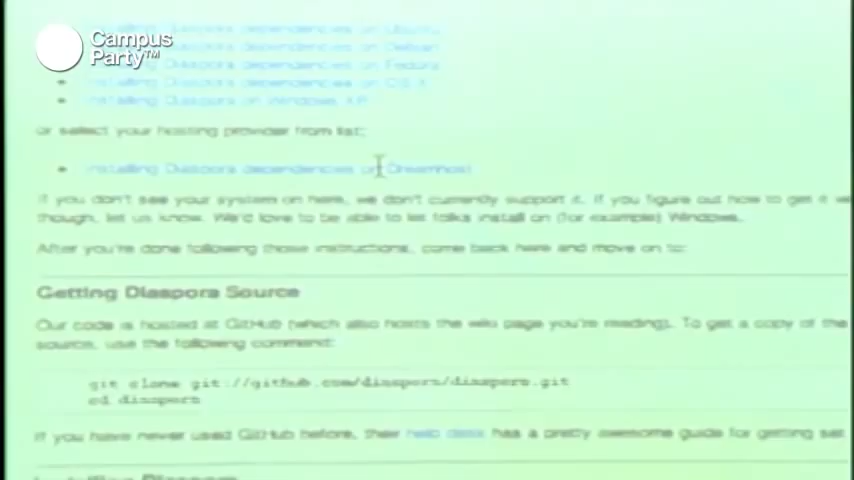 Campus
Party™
Installing Diaspora dependencies on Ubuntu
Installing Diaspora dependencies on Debian
Installing Diaspora dependencies on Fedora
Installing Diaspora dependencies on OS X
Installing Diaspora on Windows XP
or select your hosting provider from list:
Installing Diaspora dependencies on Dreamhost
If you don't see your system on here, we don't currently support it. If you figure out how to get it
though, let us know. We'd love to be able to let folks install on (for example) Windows.
After you're done following those instructions, come back here and move on to:
Getting Diaspora Source
Our code is hosted at GitHub (which also hosts the wiki page you're reading). To get a copy of the
source, use the following command:
git clone git://github.com/diaspora/diaspora.git
cd diaspora
If you have never used GitHub before, their help desk has a pretty awesome guide for getting set
Installing Diaspora